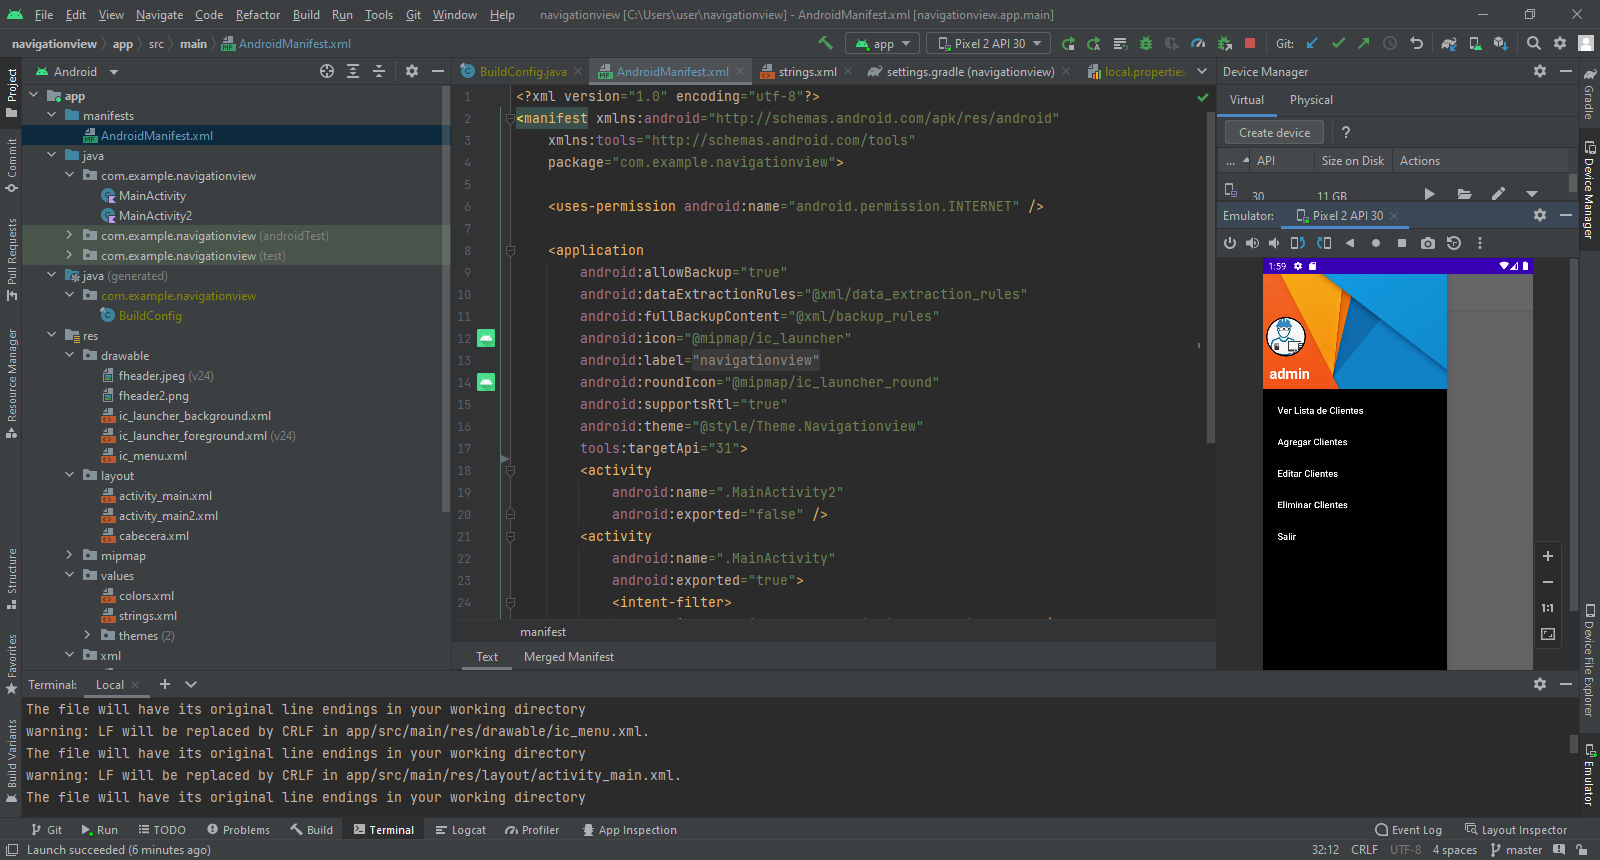 File Edit View Navigate Code Refactor Build Run Tools Git Window Help navigationview [C:\Users\user\navigationview] - AndroidManifest.xml [navigationview.app.main]
navigationview app src main AndroidManifest.xml app Pixel 2 API 30 Git:
Android
BuildConfig.java AndroidManifest.xml strings.xml settings.gradle (navigationview) local.properties
Device Manager
Project
Commit
Pull Requests
Resource Manager
Structure
Favorites
Build Variants
app
manifests
AndroidManifest.xml
java
com.example.navigationview
MainActivity
MainActivity2
com.example.navigationview (androidTest)
com.example.navigationview (test)
java (generated)
com.example.navigationview
BuildConfig
res
drawable
fheader.jpeg (v24)
fheader2.png
ic_launcher_background.xml
ic_launcher_foreground.xml (v24)
ic_menu.xml
layout
activity_main.xml
activity_main2.xml
cabecera.xml
mipmap
values
colors.xml
strings.xml
themes (2)
xml
1 <?xml version="1.0" encoding="utf-8"?>
2 <manifest xmlns:android="http://schemas.android.com/apk/res/android"
3 xmlns:tools="http://schemas.android.com/tools"
4 package="com.example.navigationview">
5
6 <uses-permission android:name="android.permission.INTERNET" />
7
8 <application
9 android:allowBackup="true"
10 android:dataExtractionRules="@xml/data_extraction_rules"
11 android:fullBackupContent="@xml/backup_rules"
12 android:icon="@mipmap/ic_launcher"
13 android:label="navigationview"
14 android:roundIcon="@mipmap/ic_launcher_round"
15 android:supportsRtl="true"
16 android:theme="@style/Theme.Navigationview"
17 tools:targetApi="31">
18 <activity
19 android:name=".MainActivity2"
20 android:exported="false" />
21 <activity
22 android:name=".MainActivity"
23 android:exported="true">
24 <intent-filter>
manifest
Text Merged Manifest
Virtual Physical
Create device ?
... API Size on Disk Actions
30 11 GB
Emulator: Pixel 2 API 30
1:59
admin
Ver Lista de Clientes
Agregar Clientes
Editar Clientes
Eliminar Clientes
Salir
1:1
Gradle
Device Manager
Device File Explorer
Emulator
Terminal: Local
The file will have its original line endings in your working directory
warning: LF will be replaced by CRLF in app/src/main/res/drawable/ic_menu.xml.
The file will have its original line endings in your working directory
warning: LF will be replaced by CRLF in app/src/main/res/layout/activity_main.xml.
The file will have its original line endings in your working directory
Git Run TODO Problems Build Terminal Logcat Profiler App Inspection Event Log Layout Inspector
Launch succeeded (6 minutes ago) 32:12 CRLF UTF-8 4 spaces master